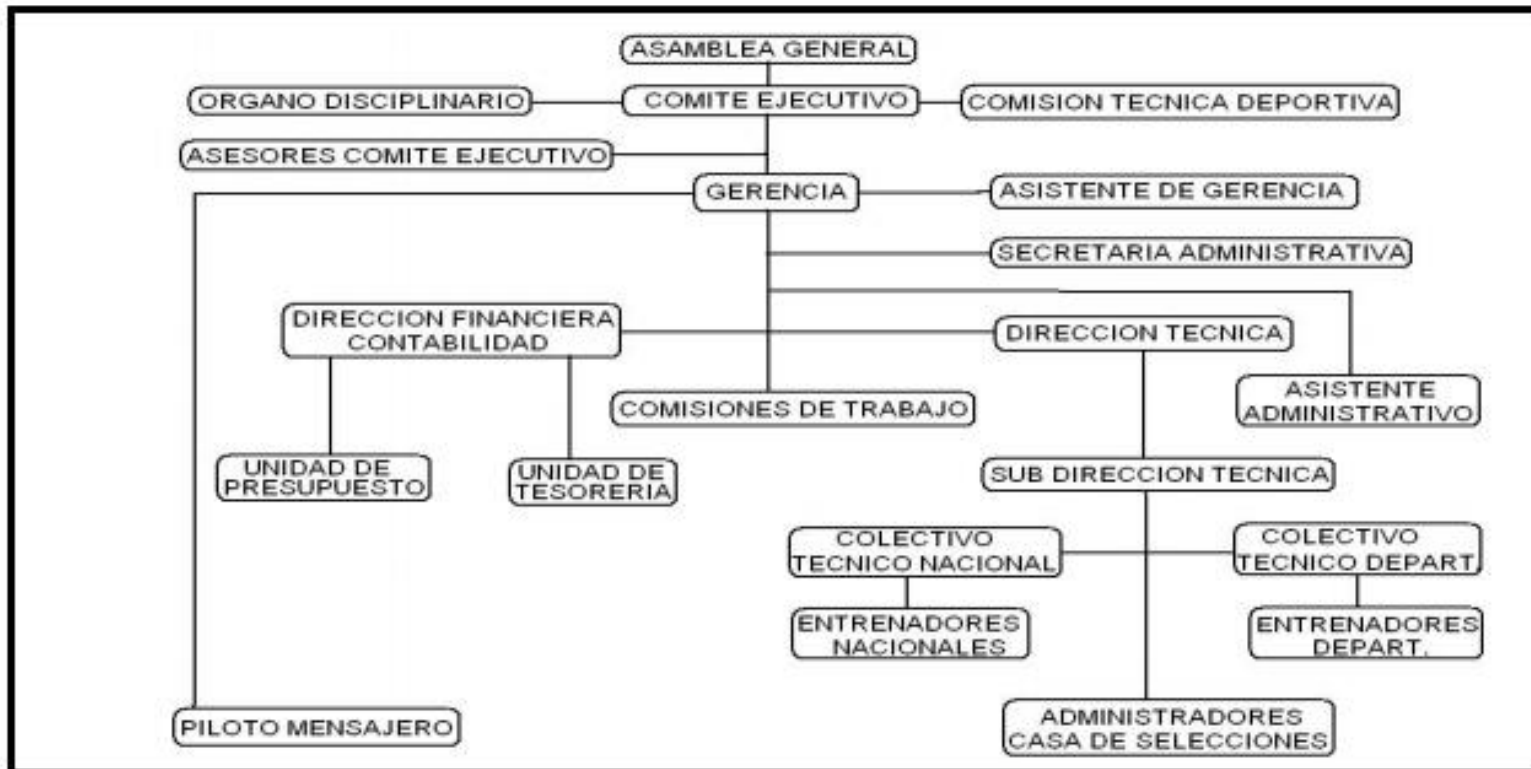 ASAMBLEA GENERAL
ORGANO DISCIPLINARIO
COMITE EJECUTIVO
COMISION TECNICA DEPORTIVA
ASESORES COMITE EJECUTIVO
GERENCIA
ASISTENTE DE GERENCIA
SECRETARIA ADMINISTRATIVA
DIRECCION FINANCIERA
CONTABILIDAD
DIRECCION TECNICA
COMISIONES DE TRABAJO
ASISTENTE
ADMINISTRATIVO
UNIDAD DE
PRESUPUESTO
UNIDAD DE
TESORERIA
SUB DIRECCION TECNICA
COLECTIVO
TECNICO NACIONAL
COLECTIVO
TECNICO DEPART.
ENTRENADORES
NACIONALES
ENTRENADORES
DEPART.
PILOTO MENSAJERO
ADMINISTRADORES
CASA DE SELECCIONES